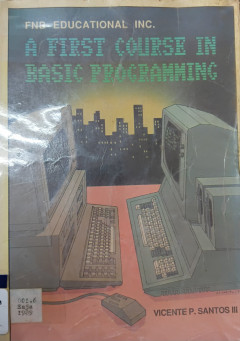 FNB EDUCATIONAL INC.
A FIRST COURSE IN
BASIC PROGRAMMING
VICENTE P. SANTOS III